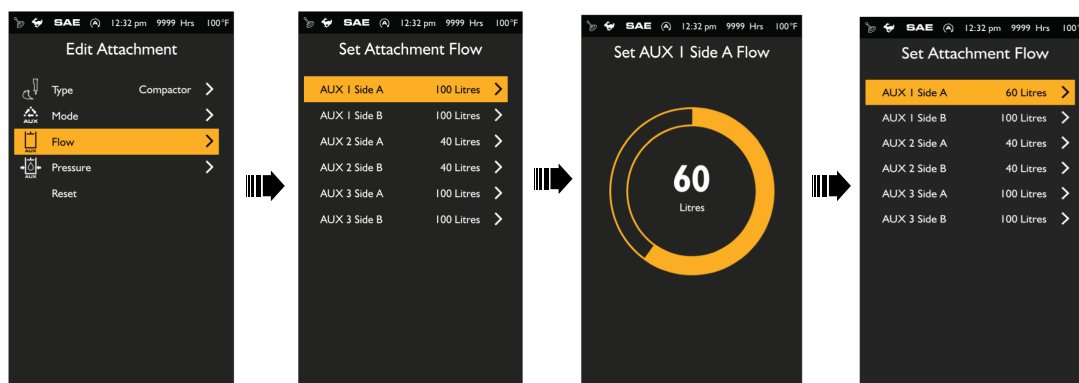 SAE A 12:32 pm 9999 Hrs 100°F
Edit Attachment
Type Compactor
AUX Mode
AUX Flow
AUX Pressure
Reset
SAE A 12:32 pm 9999 Hrs 100°F
Set Attachment Flow
AUX 1 Side A 100 Litres
AUX 1 Side B 100 Litres
AUX 2 Side A 40 Litres
AUX 2 Side B 40 Litres
AUX 3 Side A 100 Litres
AUX 3 Side B 100 Litres
SAE A 12:32 pm 9999 Hrs 100°F
Set AUX 1 Side A Flow
60
Litres
SAE A 12:32 pm 9999 Hrs 100°
Set Attachment Flow
AUX 1 Side A 60 Litres
AUX 1 Side B 100 Litres
AUX 2 Side A 40 Litres
AUX 2 Side B 40 Litres
AUX 3 Side A 100 Litres
AUX 3 Side B 100 Litres